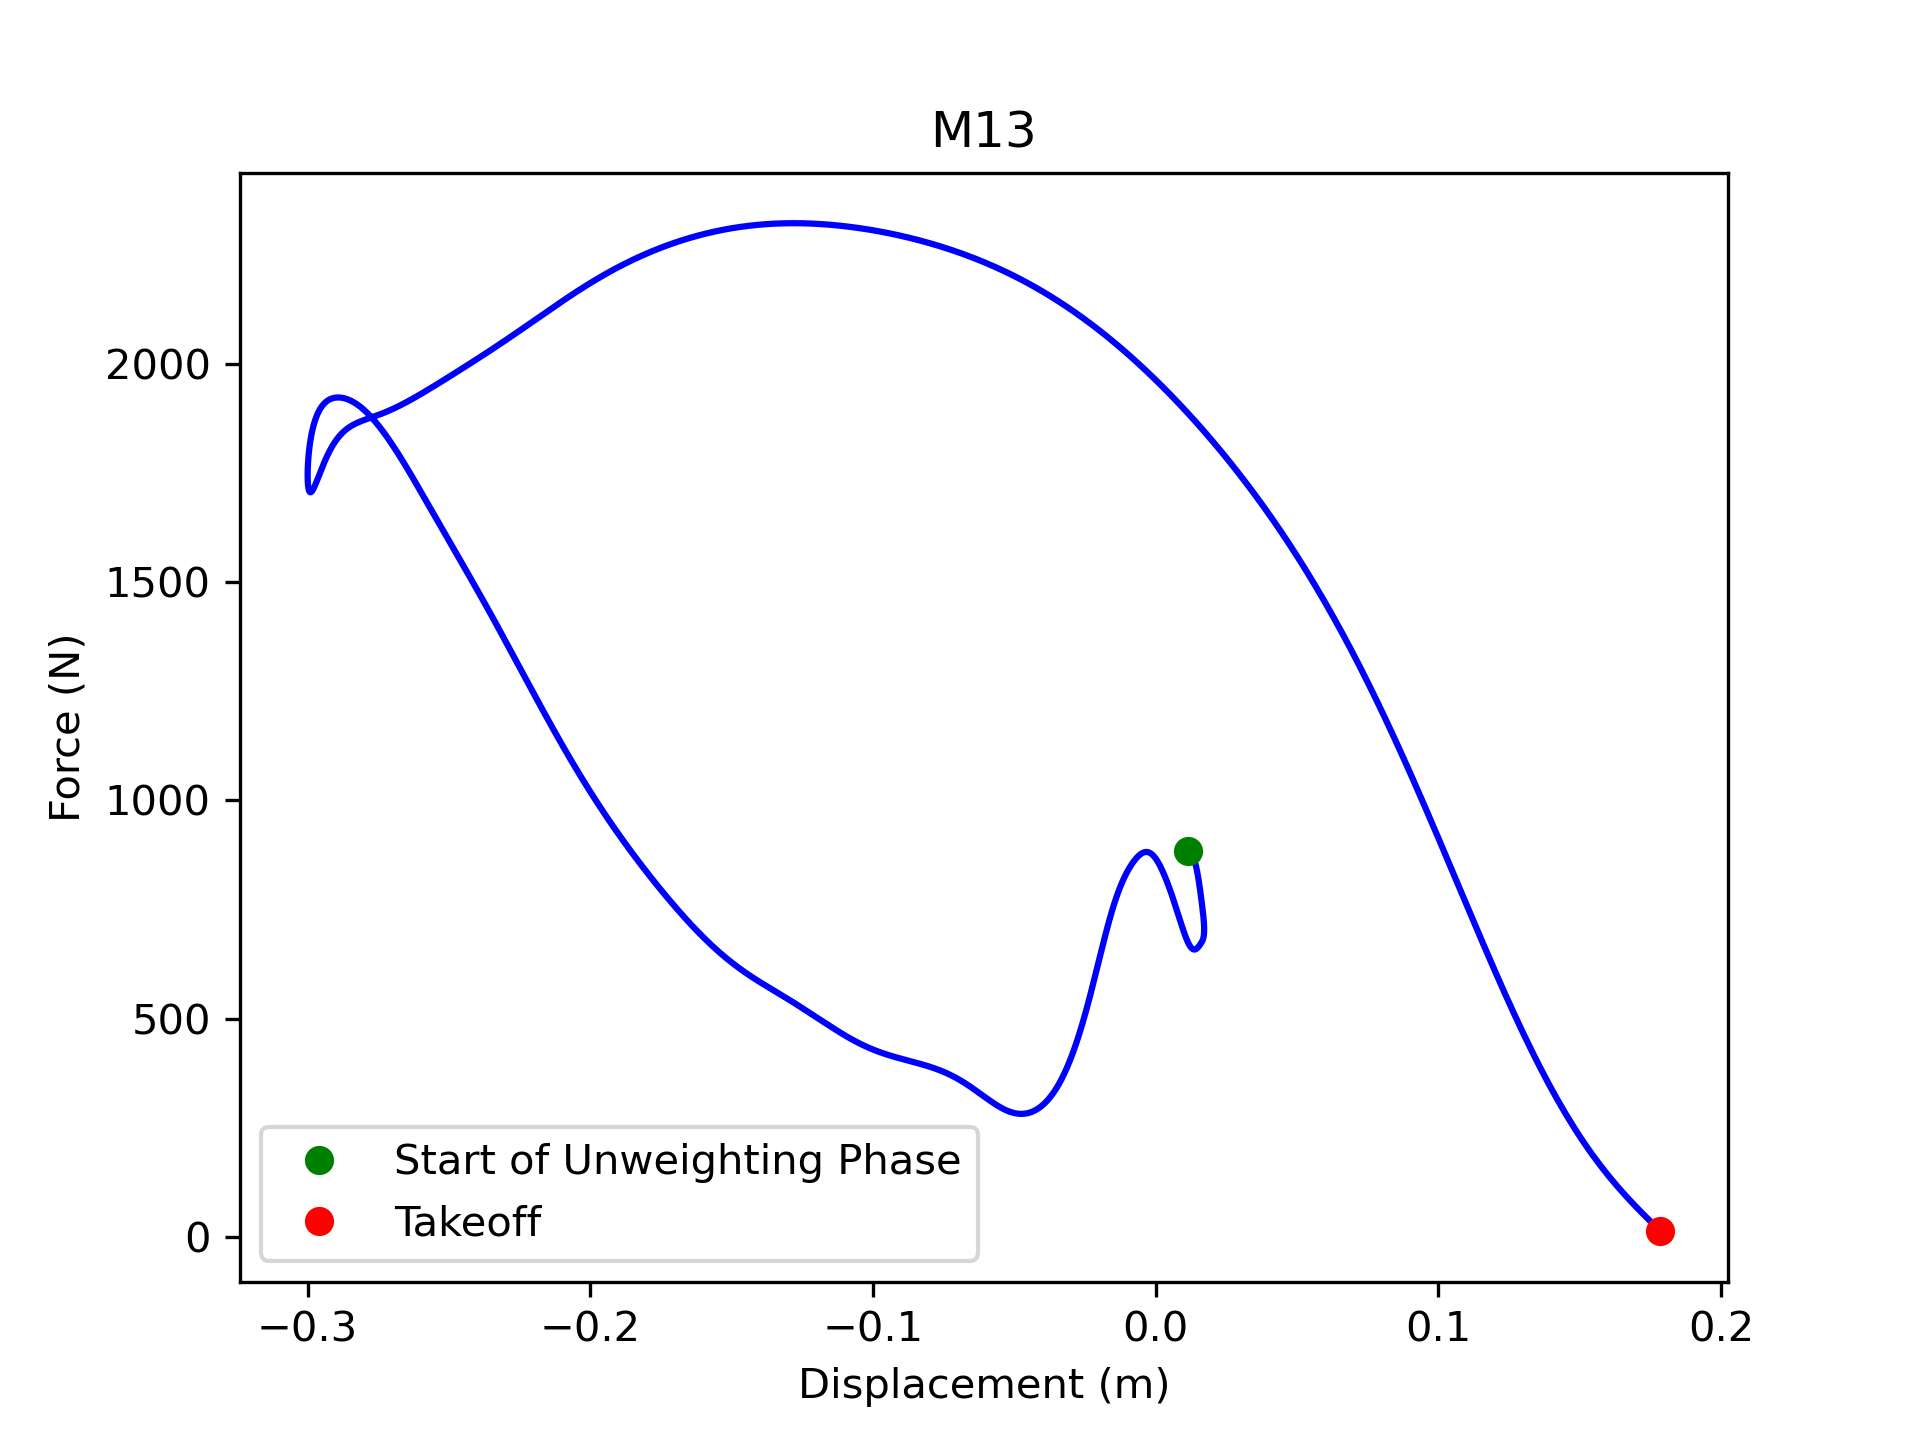 M13
2000
1500
1000
500
0
Force (N)
Start of Unweighting Phase
Takeoff
−0.3 −0.2 −0.1 0.0 0.1 0.2
Displacement (m)